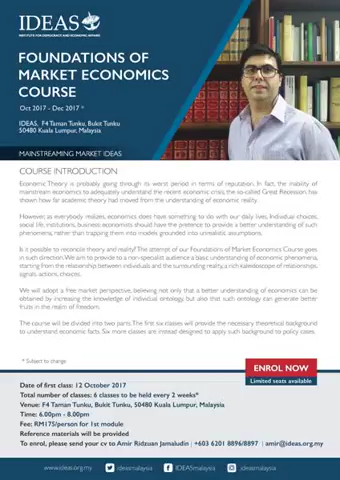 IDEAS
INSTITUTE FOR DEMOCRACY AND ECONOMIC AFFAIRS
FOUNDATIONS OF
MARKET ECONOMICS
COURSE
Oct 2017 - Dec 2017 *
IDEAS, F4 Taman Tunku, Bukit Tunku
50480 Kuala Lumpur, Malaysia
MAINSTREAMING MARKET IDEAS
COURSE INTRODUCTION
Economic Theory is probably going through its worst period in terms of reputation. In fact, the inability of
mainstream economics to adequately understand the recent economic crisis, the so-called Great Recession, has
shown how far academic theory had moved from the understanding of economic reality.
However, as everybody realizes, economics does have something to do with our daily lives. Individual choices,
social life, institutions, business economists should have the pretence to provide a better understanding of such
phenomena, rather than trapping them into models grounded into unrealistic assumptions.
Is it possible to reconcile theory and reality? The attempt of our Foundations of Market Economics Course goes
in such direction. We aim to provide to a non-specialist audience a basic understanding of economic phenomena,
starting from the relationship between individuals and the surrounding reality, a rich kaleidoscope of relationships,
signals, actions, choices.
We will adopt a free market perspective, believing not only that a better understanding of economics can be
obtained by increasing the knowledge of individual ontology, but also that such ontology can generate better
fruits in the realm of freedom.
The course will be divided into two parts. The first six classes will provide the necessary theoretical background
to understand economic facts. Six more classes are instead designed to apply such background to policy cases.
* Subject to change
ENROL NOW
Limited seats available
Date of first class: 12 October 2017
Total number of classes: 6 classes to be held every 2 weeks*
Venue: F4 Taman Tunku, Bukit Tunku, 50480 Kuala Lumpur, Malaysia
Time: 6.00pm - 8.00pm
Fee: RM175/person for 1st module
Reference materials will be provided
To enrol, please send your cv to Amir Ridzuan Jamaludin | +603 6201 8896/8897 | amir@ideas.org.my
www.ideas.org.my
ideasmalaysia
IDEASmalaysia
ideasmalaysia